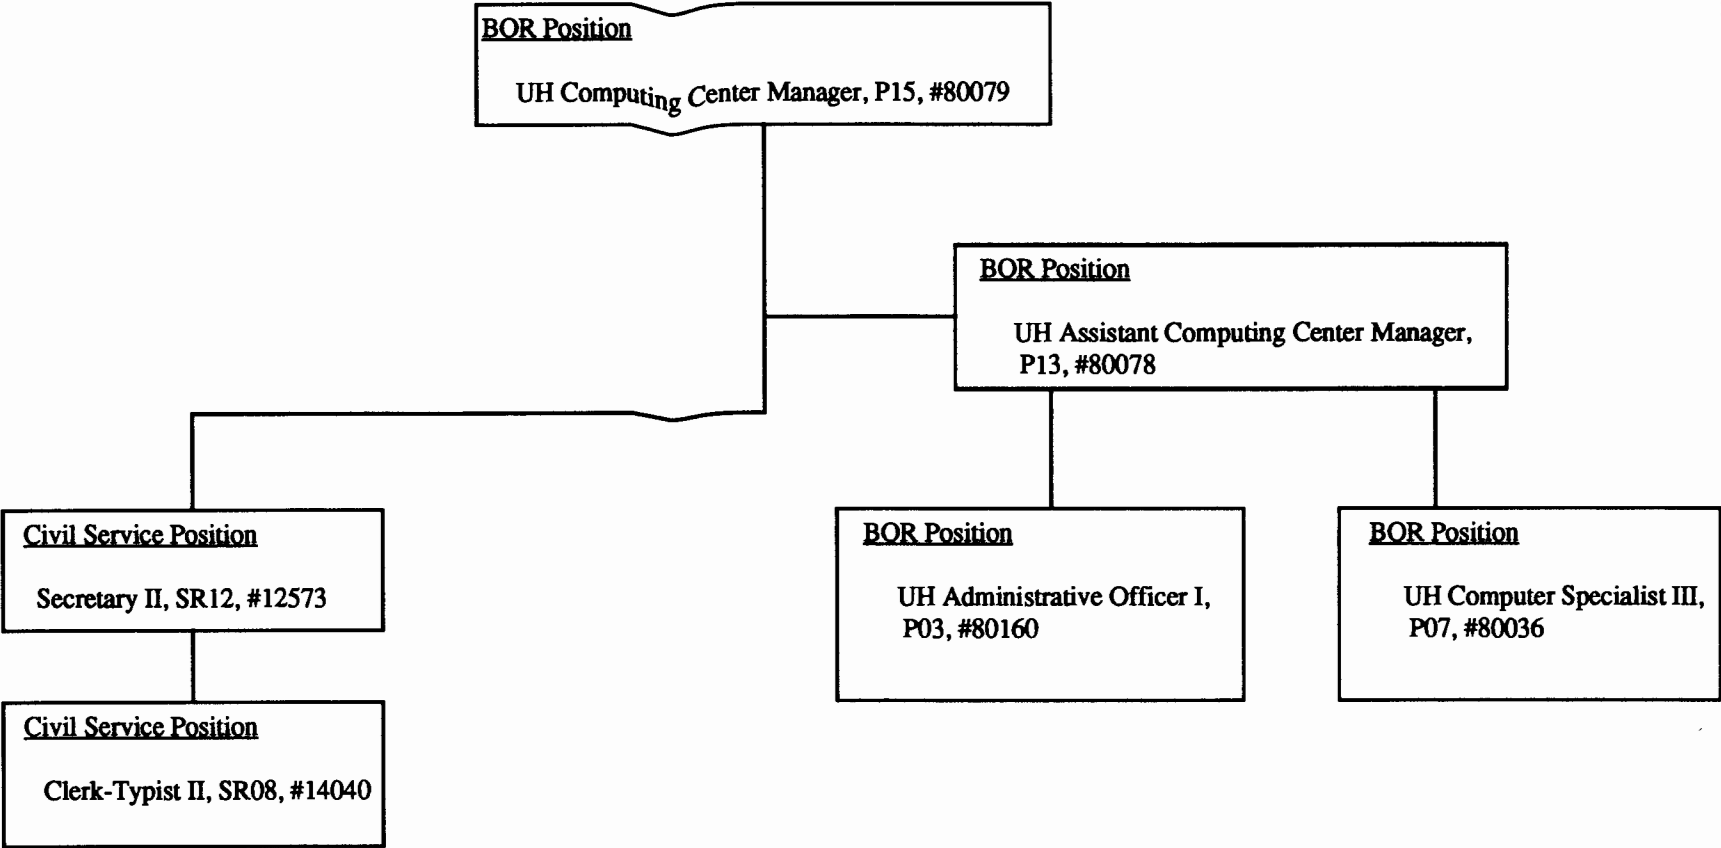 BOR Position
UH Computing Center Manager, P15, #80079
BOR Position
UH Assistant Computing Center Manager,
P13, #80078
Civil Service Position
Secretary II, SR12, #12573
BOR Position
UH Administrative Officer I,
P03, #80160
BOR Position
UH Computer Specialist III,
P07, #80036
Civil Service Position
Clerk-Typist II, SR08, #14040